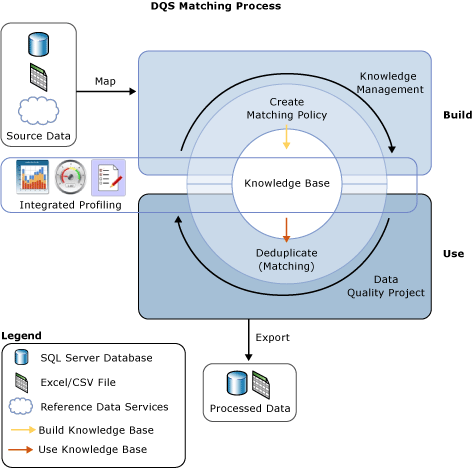 DQS Matching Process
Source Data
Map
Knowledge
Management
Create
Matching Policy
Build
Knowledge Base
Integrated Profiling
Deduplicate
(Matching)
Use
Data
Quality Project
Export
Processed Data
Legend
SQL Server Database
Excel/CSV File
Reference Data Services
Build Knowledge Base
Use Knowledge Base